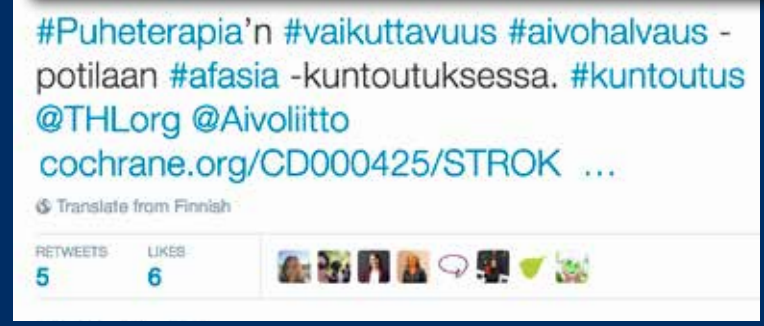 #Puheterapia’n #vaikuttavuus #aivohalvaus -
potilaan #afasia -kuntoutuksessa. #kuntoutus
@THLorg @Aivoliitto
cochrane.org/CD000425/STROK ...
Translate from Finnish
RETWEETS LIKES
5 6